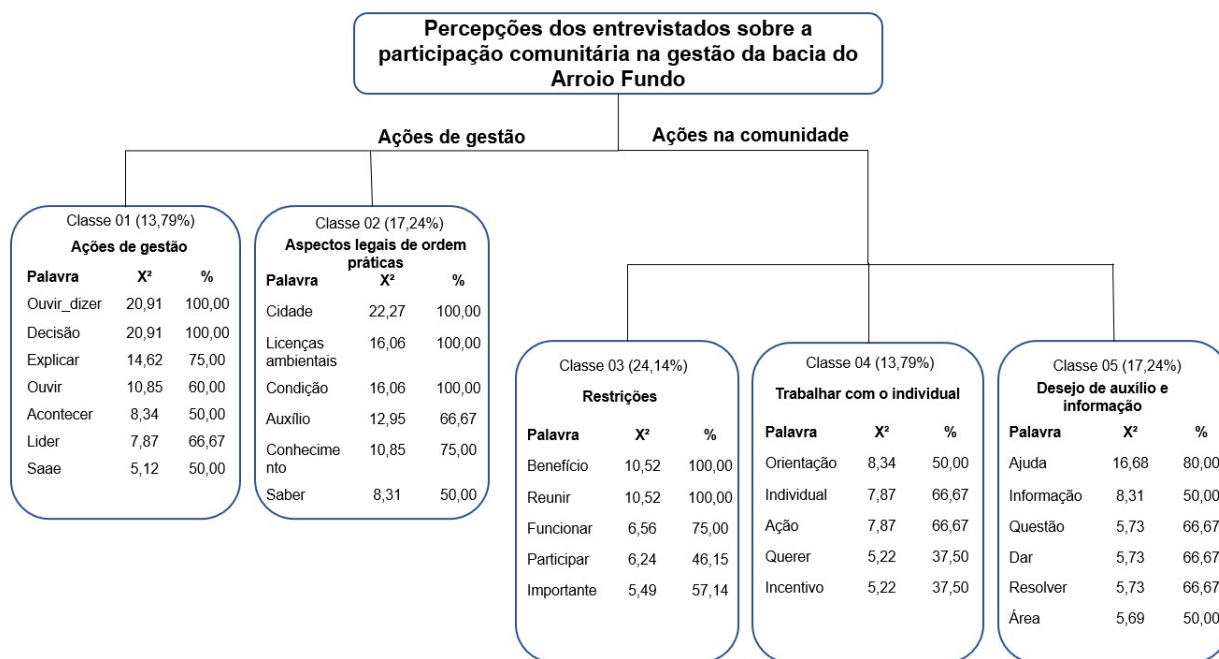 Percepções dos entrevistados sobre a
participação comunitária na gestão da bacia do
Arroio Fundo
Ações de gestão
Ações na comunidade
Classe 01 (13,79%)
Ações de gestão
Palavra X² %
Ouvir_dizer 20,91 100,00
Decisão 20,91 100,00
Explicar 14,62 75,00
Ouvir 10,85 60,00
Acontecer 8,34 50,00
Lider 7,87 66,67
Saae 5,12 50,00
Classe 02 (17,24%)
Aspectos legais de ordem
práticas
Palavra X² %
Cidade 22,27 100,00
Licenças 16,06 100,00
ambientais
Condição 16,06 100,00
Auxílio 12,95 66,67
Conhecime 10,85 75,00
nto
Saber 8,31 50,00
Classe 03 (24,14%)
Restrições
Palavra X² %
Benefício 10,52 100,00
Reunir 10,52 100,00
Funcionar 6,56 75,00
Participar 6,24 46,15
Importante 5,49 57,14
Classe 04 (13,79%)
Trabalhar com o individual
Palavra X² %
Orientação 8,34 50,00
Individual 7,87 66,67
Ação 7,87 66,67
Querer 5,22 37,50
Incentivo 5,22 37,50
Classe 05 (17,24%)
Desejo de auxílio e
informação
Palavra X² %
Ajuda 16,68 80,00
Informação 8,31 50,00
Questão 5,73 66,67
Dar 5,73 66,67
Resolver 5,73 66,67
Área 5,69 50,00